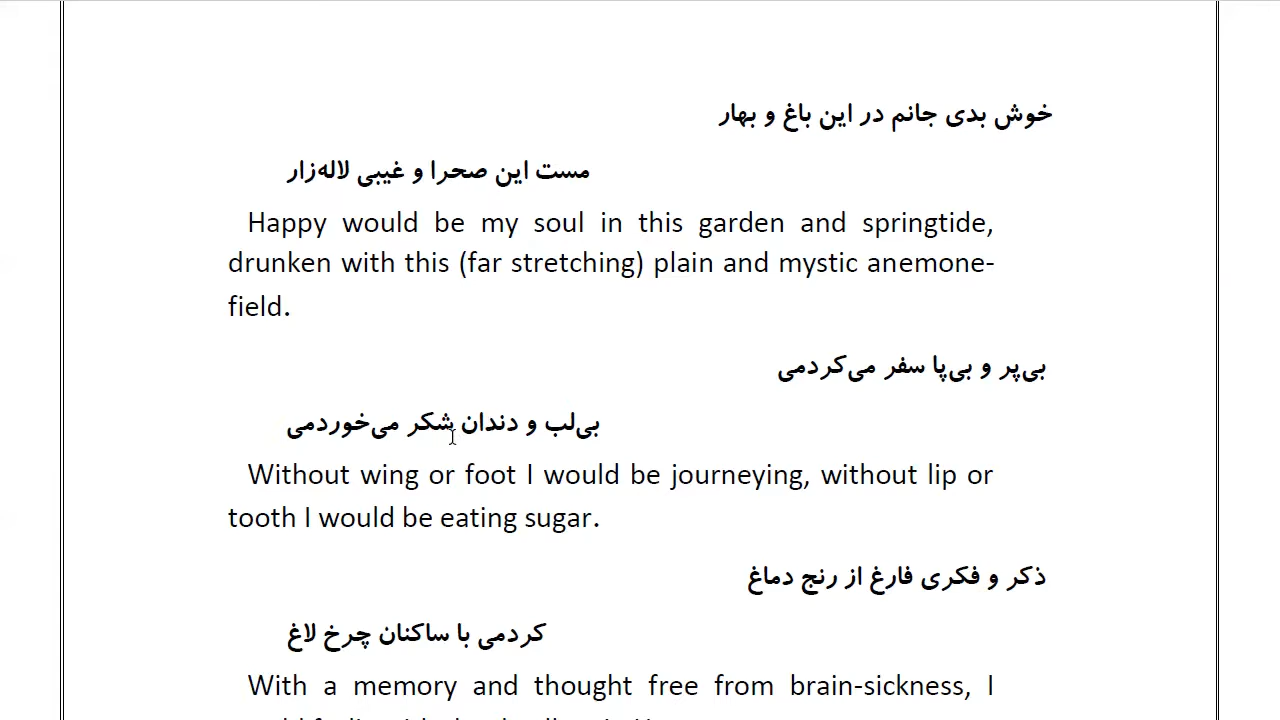 خوش بدی جانم در این باغ و بهار
مست این صحرا و غیبی لاله‌زار
Happy would be my soul in this garden and springtide,
drunken with this (far stretching) plain and mystic anemone-
field.
بی‌پر و بی‌پا سفر می‌کردمی
بی‌لب و دندان شکر می‌خوردمی
Without wing or foot I would be journeying, without lip or
tooth I would be eating sugar.
ذکر و فکری فارغ از رنج دماغ
کردمی با ساکنان چرخ لاغ
With a memory and thought free from brain-sickness, I